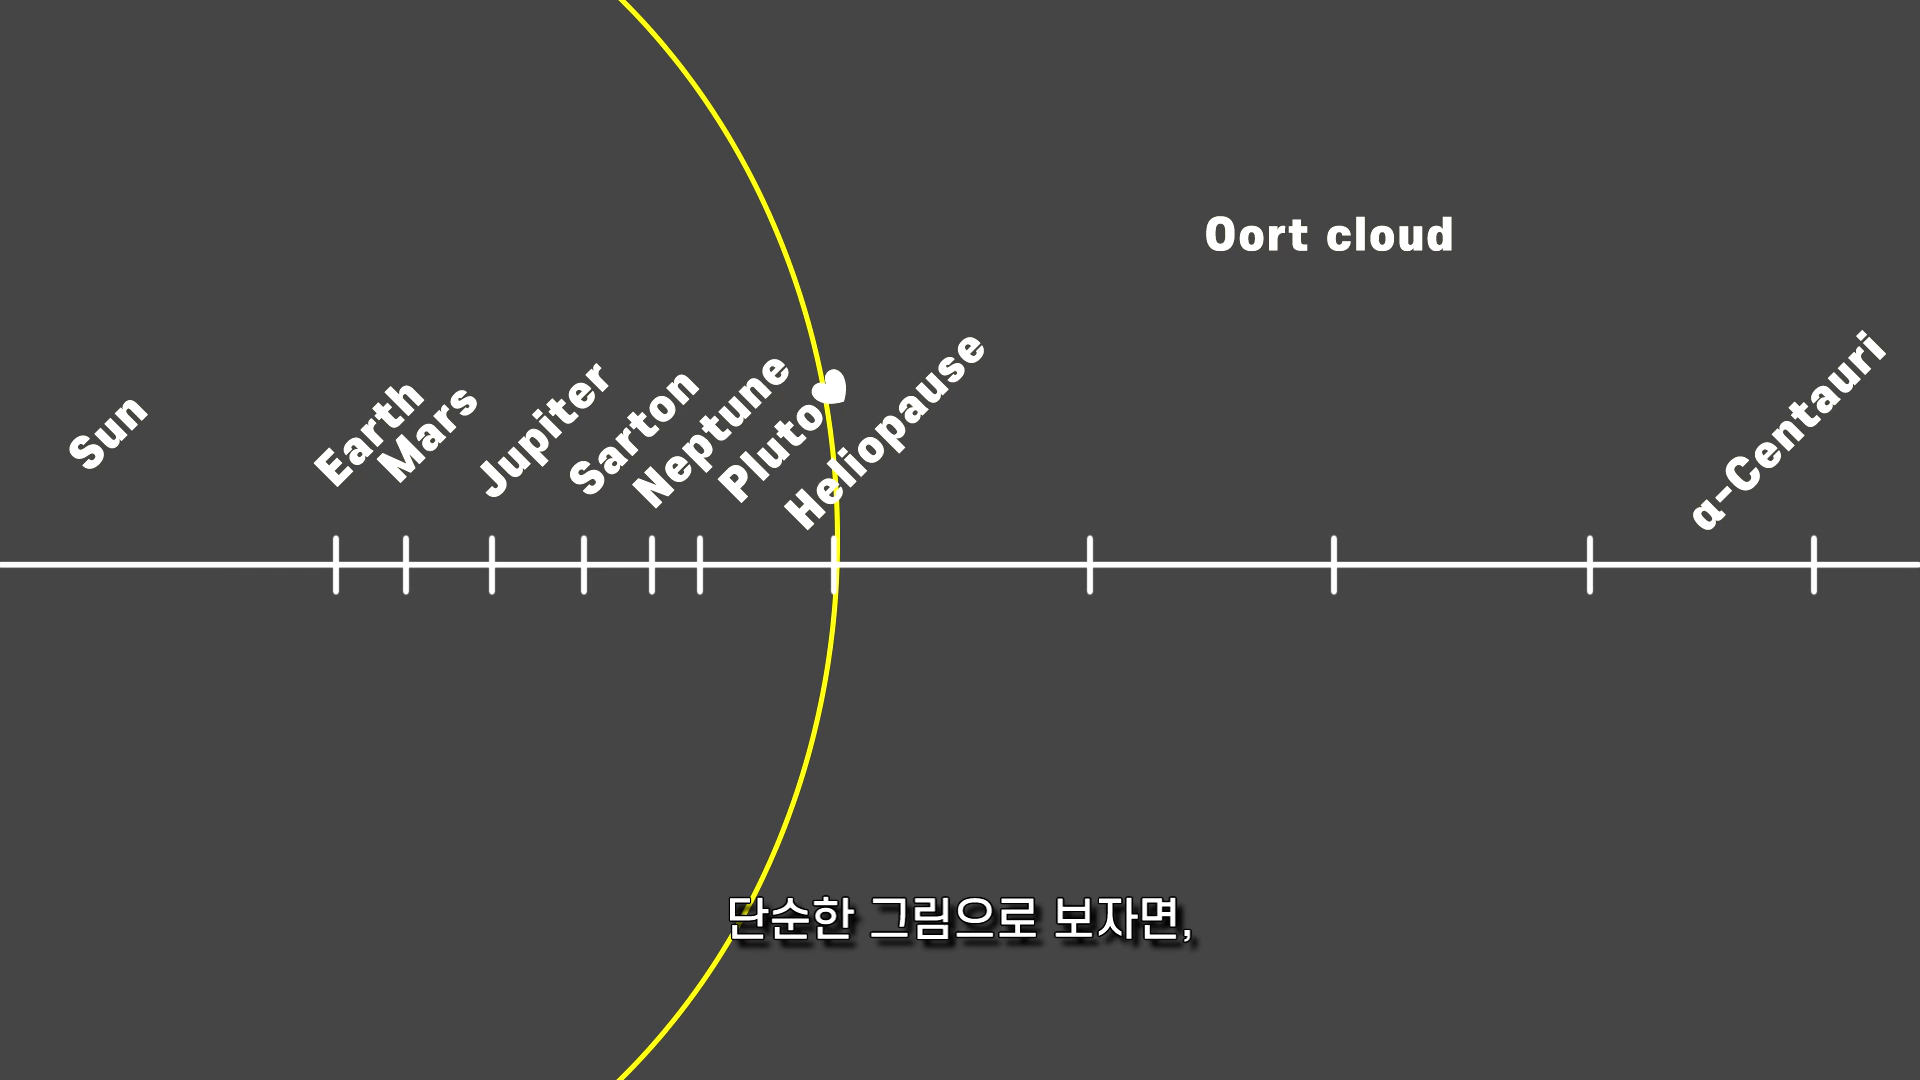 Oort cloud
Sun
Earth
Mars
Jupiter
Sarton
Neptune
Pluto♥
Heliopause
α-Centauri
단순한 그림으로 보자면,